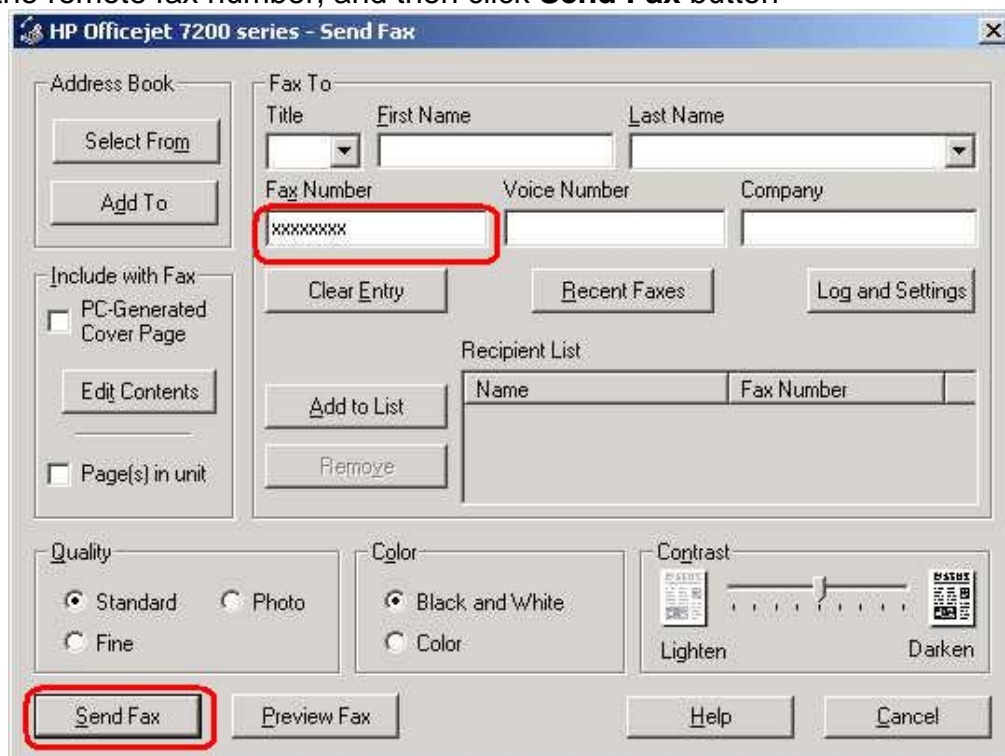 the remote fax number, and then click Send Fax button
HP Officejet 7200 series - Send Fax
Address Book
Select From
Add To
Fax To
Title First Name Last Name
Fax Number Voice Number Company
xxxxxxxx
Clear Entry Recent Faxes Log and Settings
Include with Fax
PC-Generated
Cover Page
Edit Contents
Page(s) in unit
Recipient List
Name Fax Number
Add to List
Remove
Quality
Standard Photo
Fine
Color
Black and White
Color
Contrast
Lighten Darken
Send Fax Preview Fax Help Cancel